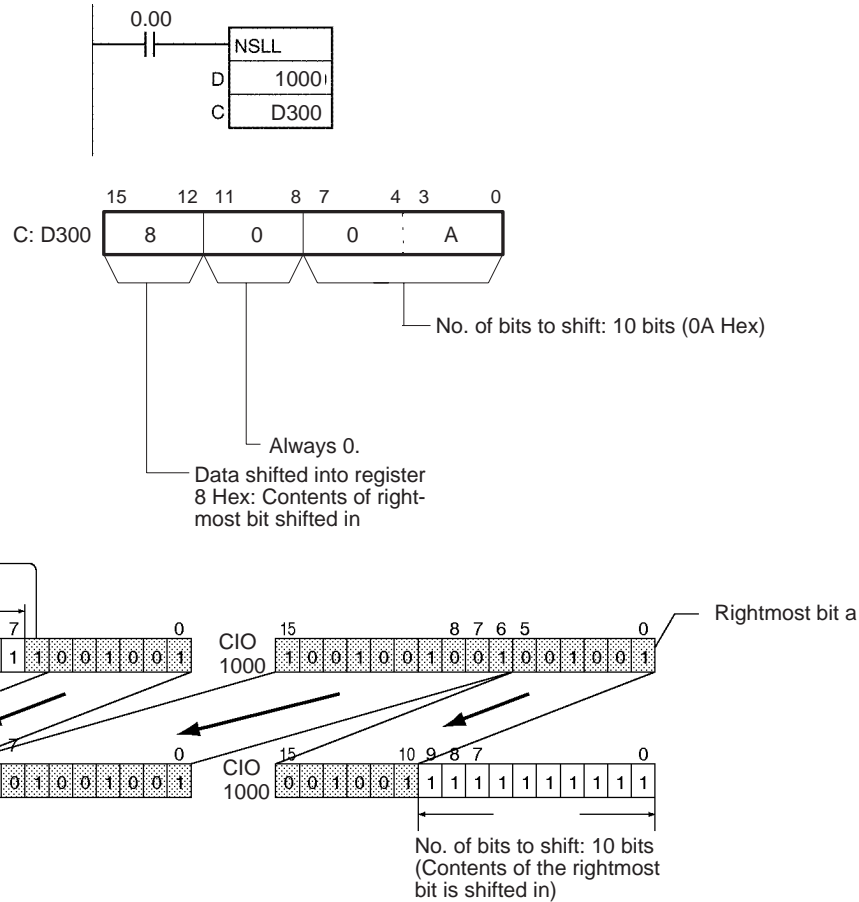 0.00
NSLL
D 1000
C D300
15 12 11 8 7 4 3 0
C: D300 8 0 0 A
No. of bits to shift: 10 bits (0A Hex)
Always 0.
Data shifted into register
8 Hex: Contents of right-
most bit shifted in
Rightmost bit a
7 0 CIO 1000 15 8 7 6 5 0
1 1 0 0 1 0 0 1 1 0 0 1 0 0 1 0 0 1 0 0 1 0 0 1
7 0 CIO 1000 15 10 9 8 7 0
0 1 0 0 1 0 0 1 0 0 1 0 0 1 1 1 1 1 1 1 1 1 1 1
No. of bits to shift: 10 bits
(Contents of the rightmost
bit is shifted in)